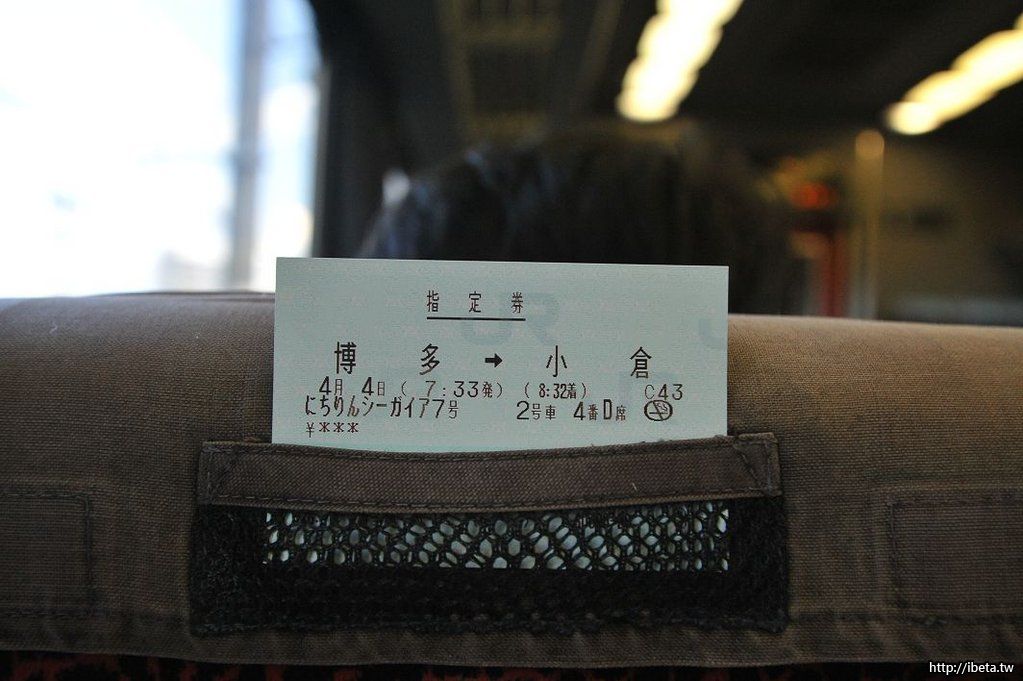 指定券
博多→小倉
4月 4日 ( 7:33発) (8:32着) C43
にちりんシーガイア7号 2号車 4番D席
¥***
http://ibeta.tw